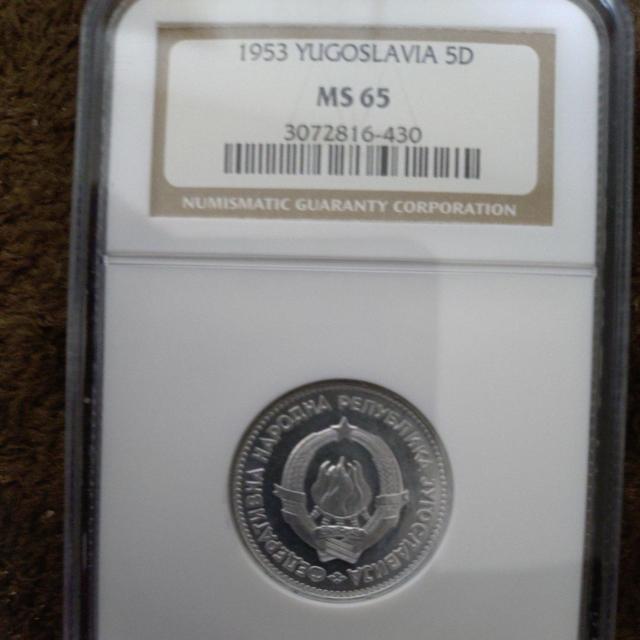 1953 YUGOSLAVIA 5D
MS 65
3072816-430
NUMISMATIC GUARANTY CORPORATION
ФЕДЕРАТИВНА НАРОДНА РЕПУБЛИКА ЈУГОСЛАВИЈА